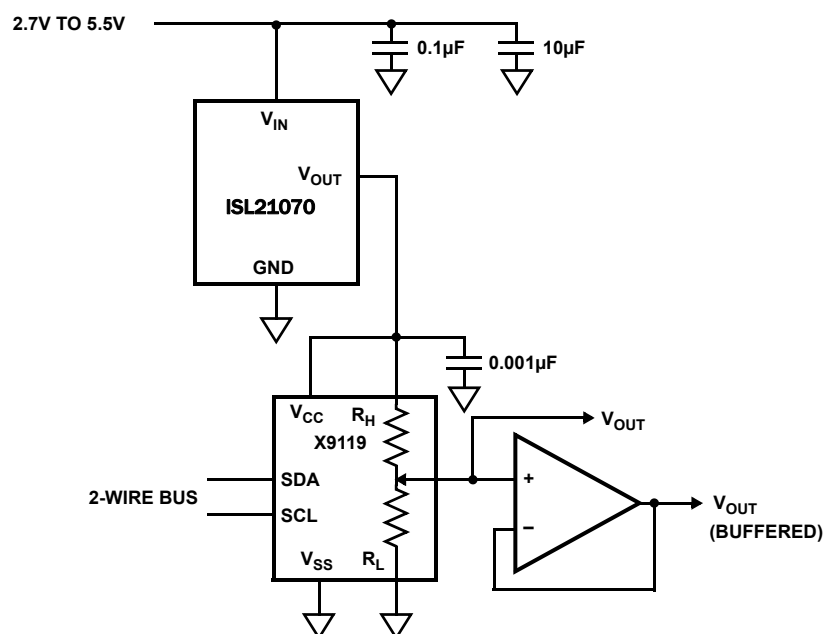 2.7V TO 5.5V
0.1µF
10µF
VIN
VOUT
ISL21070
GND
0.001µF
VCC
RH
X9119
VOUT
SDA
+
2-WIRE BUS
VOUT
SCL
−
(BUFFERED)
VSS
RL